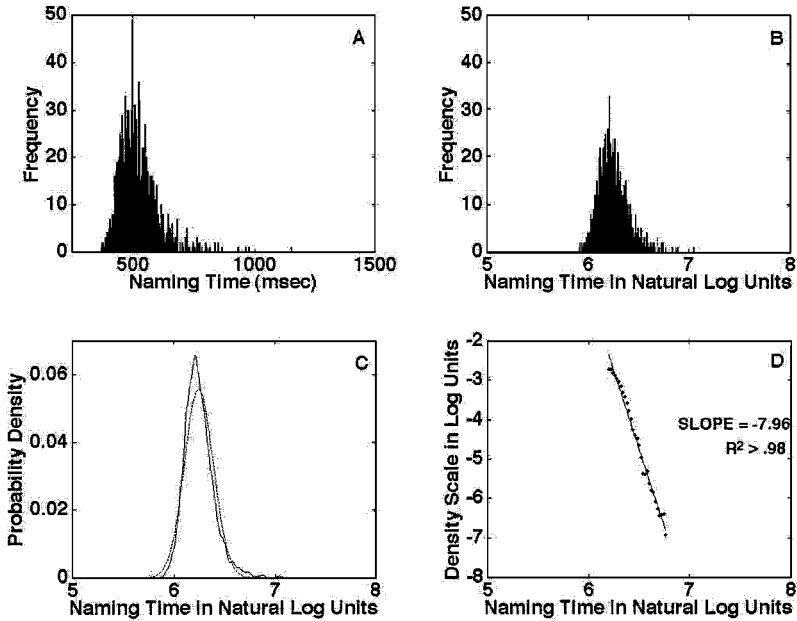 50
40
30
20
10
0
Frequency
A
500
1000
1500
Naming Time (msec)
50
40
30
20
10
0
Frequency
B
5
6
7
8
Naming Time in Natural Log Units
0.06
0.04
0.02
0
Probability Density
C
5
6
7
8
Naming Time in Natural Log Units
-2
-3
-4
-5
-6
-7
-8
Density Scale in Log Units
D
SLOPE = -7.96
R² > .98
5
6
7
8
Naming Time in Natural Log Units